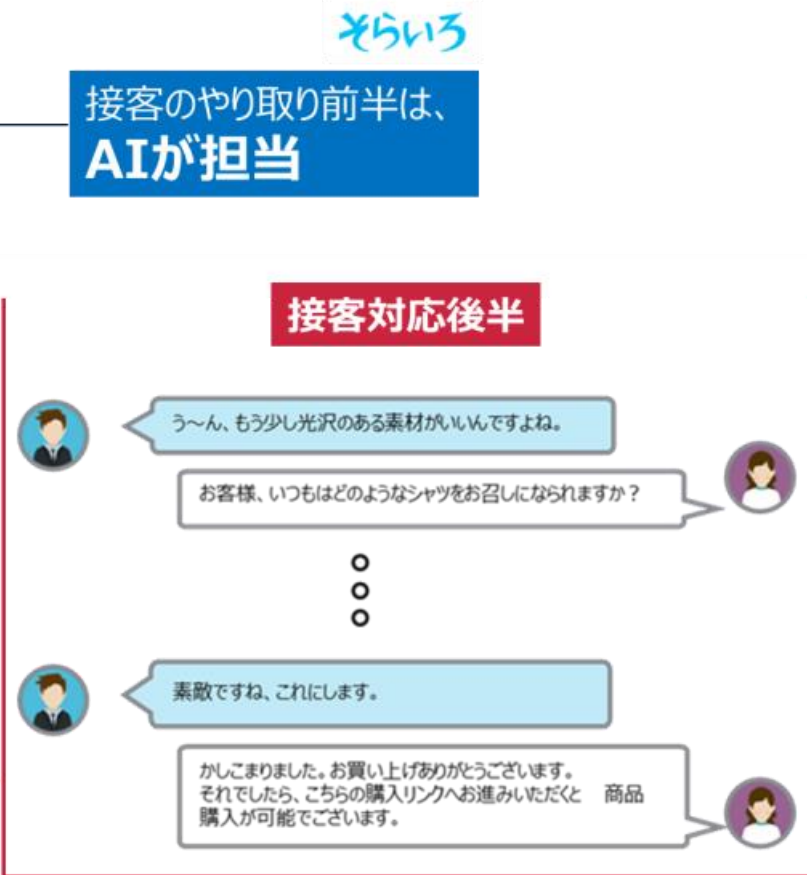 そらいろ
接客のやり取り前半は、
AIが担当
接客対応後半
う～ん、もう少し光沢のある素材がいいんですよね。
お客様、いつもはどのようなシャツをお召しになられますか？
素敵ですね、これにします。
かしこまりました。お買い上げありがとうございます。
それでしたら、こちらの購入リンクへお進みいただくと　商品
購入が可能でございます。